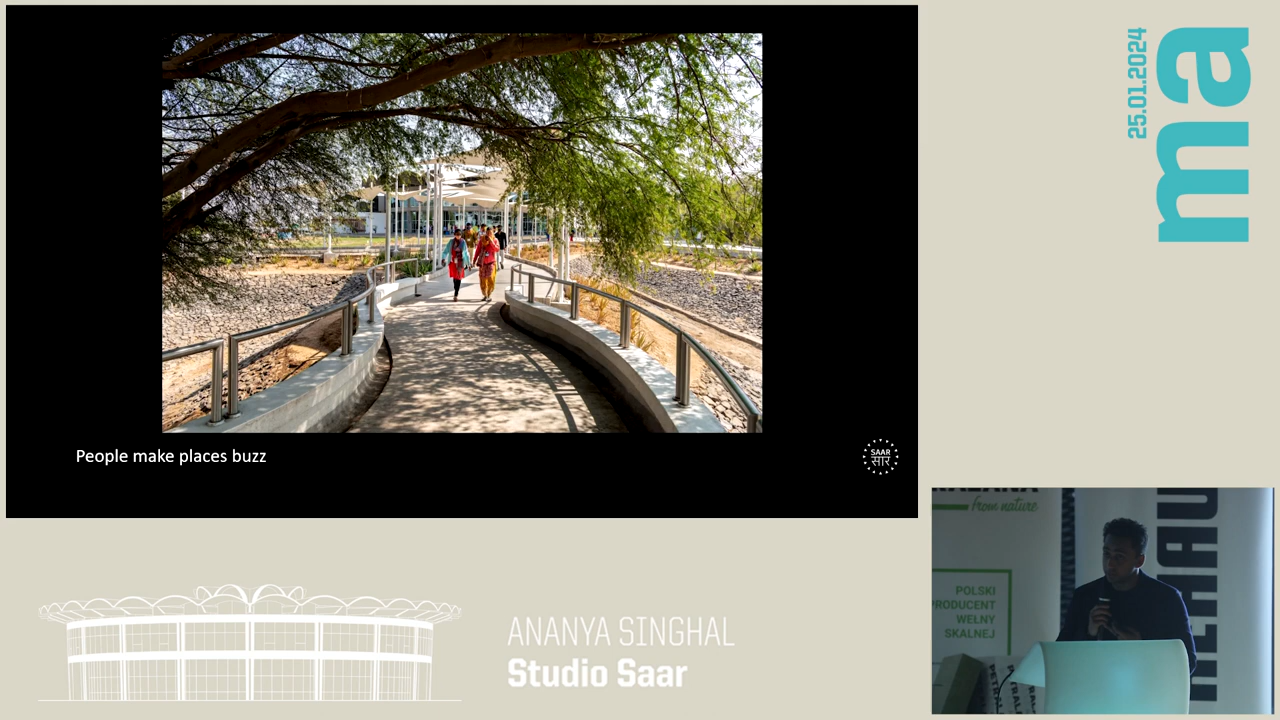 People make places buzz
SAAR
सार
25.01.2024
ma
ANANYA SINGHAL
Studio Saar
from nature
POLSKI
PRODUCENT
WEŁNY
SKALNEJ